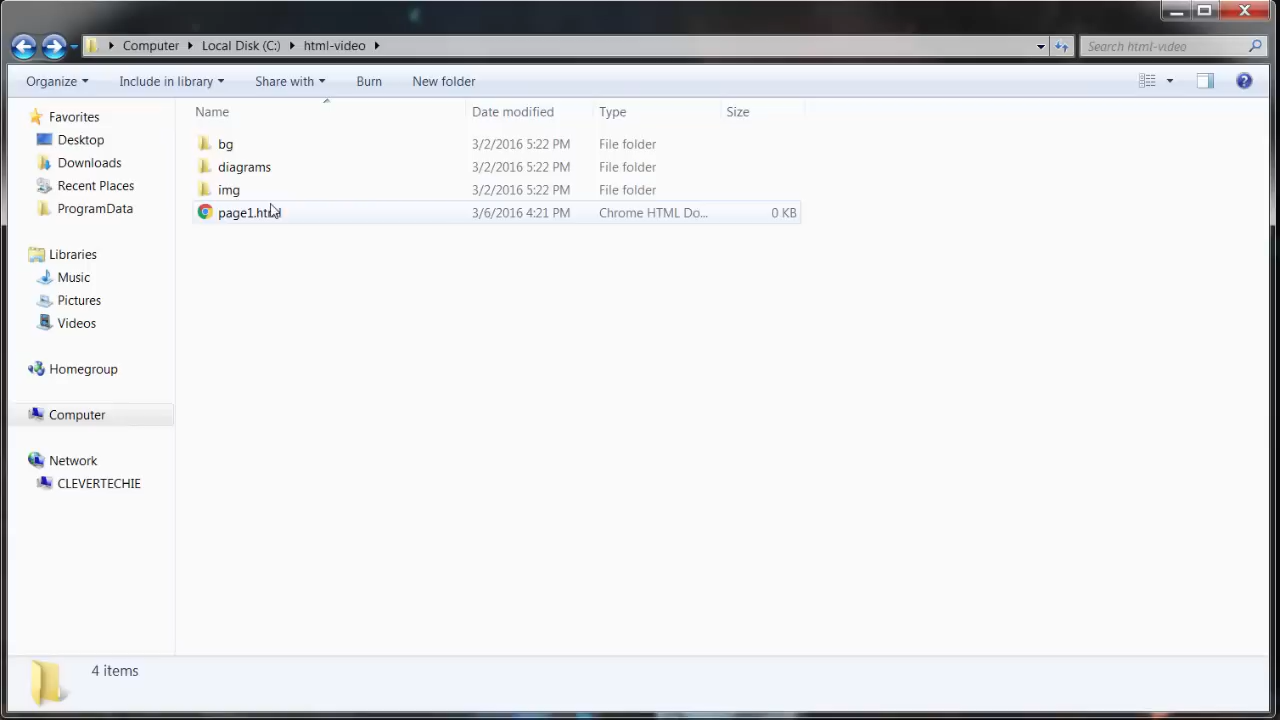 Computer Local Disk (C:) html-video Search html-video
Organize Include in library Share with Burn New folder
Name Date modified Type Size
Favorites
Desktop
Downloads
Recent Places
ProgramData
Libraries
Music
Pictures
Videos
Homegroup
Computer
Network
CLEVERTECHIE
bg 3/2/2016 5:22 PM File folder
diagrams 3/2/2016 5:22 PM File folder
img 3/2/2016 5:22 PM File folder
page1.html 3/6/2016 4:21 PM Chrome HTML Do... 0 KB
4 items